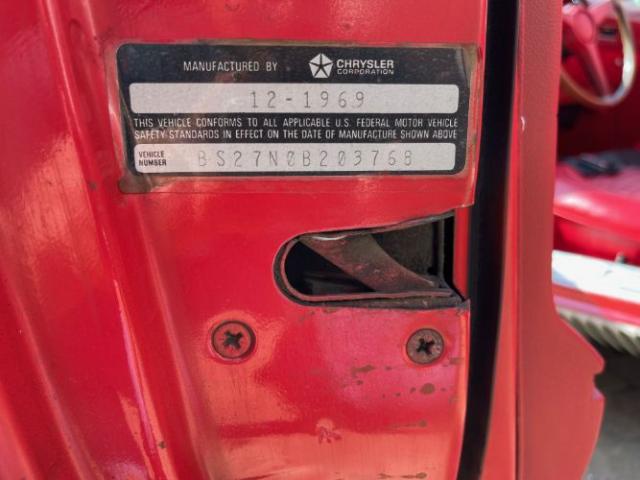 MANUFACTURED BY CHRYSLER CORPORATION
12-1969
THIS VEHICLE CONFORMS TO ALL APPLICABLE U.S. FEDERAL MOTOR VEHICLE
SAFETY STANDARDS IN EFFECT ON THE DATE OF MANUFACTURE SHOWN ABOVE
VEHICLE NUMBER BS27N0B203768